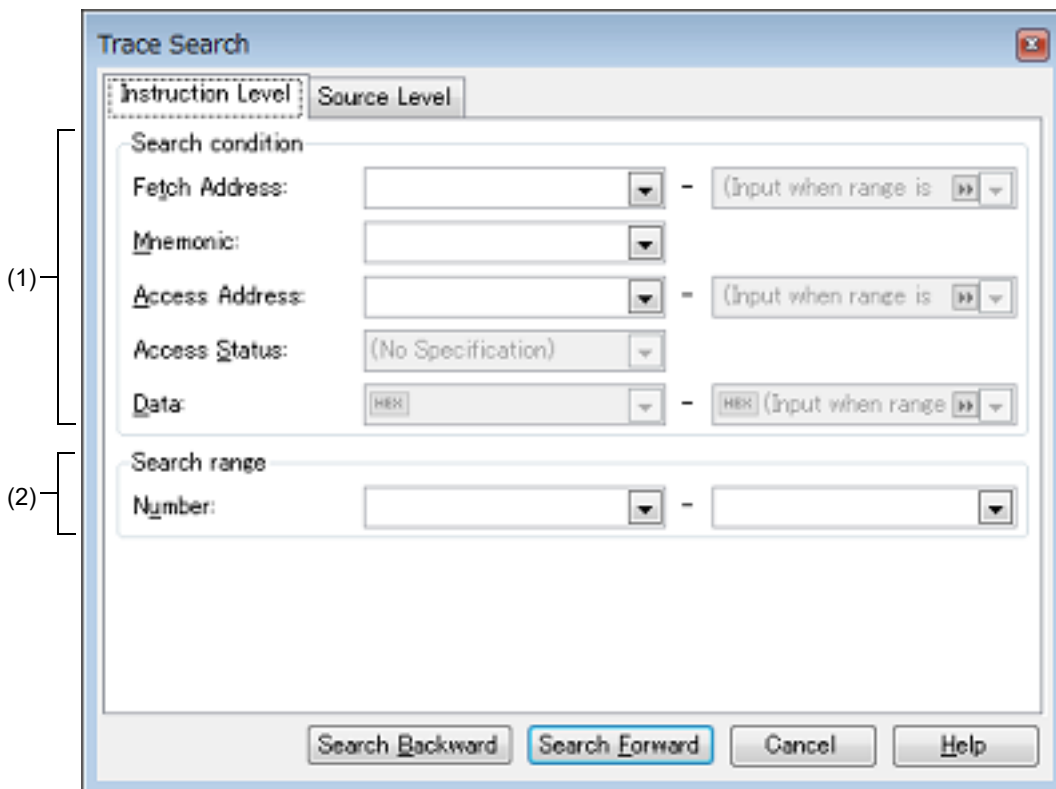 Trace Search
Instruction Level Source Level
Search condition
Fetch Address: - (Input when range is
Mnemonic:
(1)
Access Address: - (Input when range is
Access Status: (No Specification)
Data: HEX - HEX (Input when range
Search range
(2) Number: -
Search Backward Search Forward Cancel Help